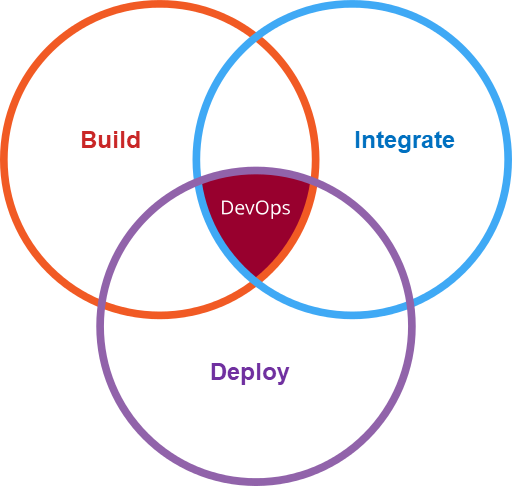 Build
Integrate
DevOps
Deploy